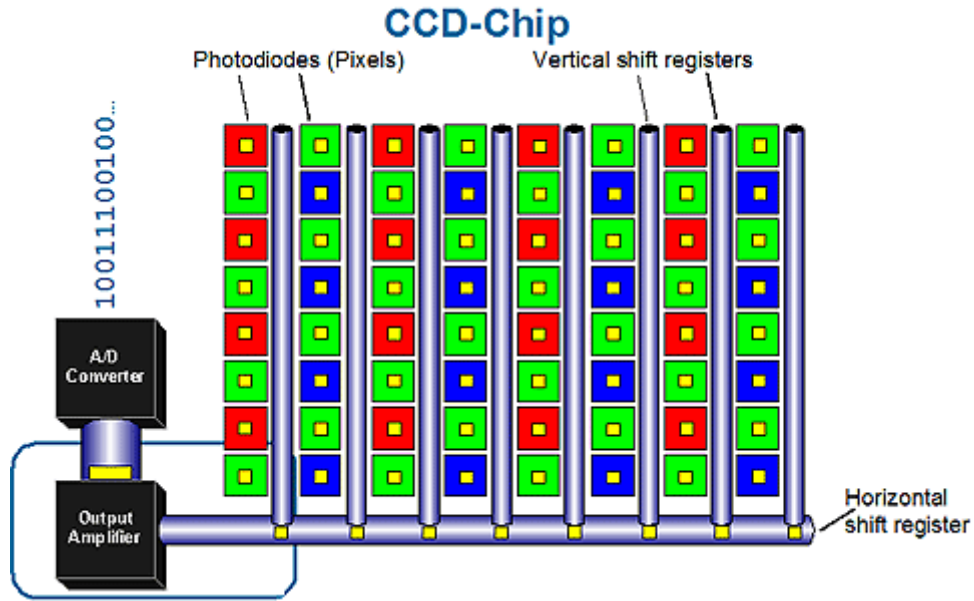 CCD-Chip
Photodiodes (Pixels)
Vertical shift registers
10011100100...
A/D
Converter
Output
Amplifier
Horizontal
shift register